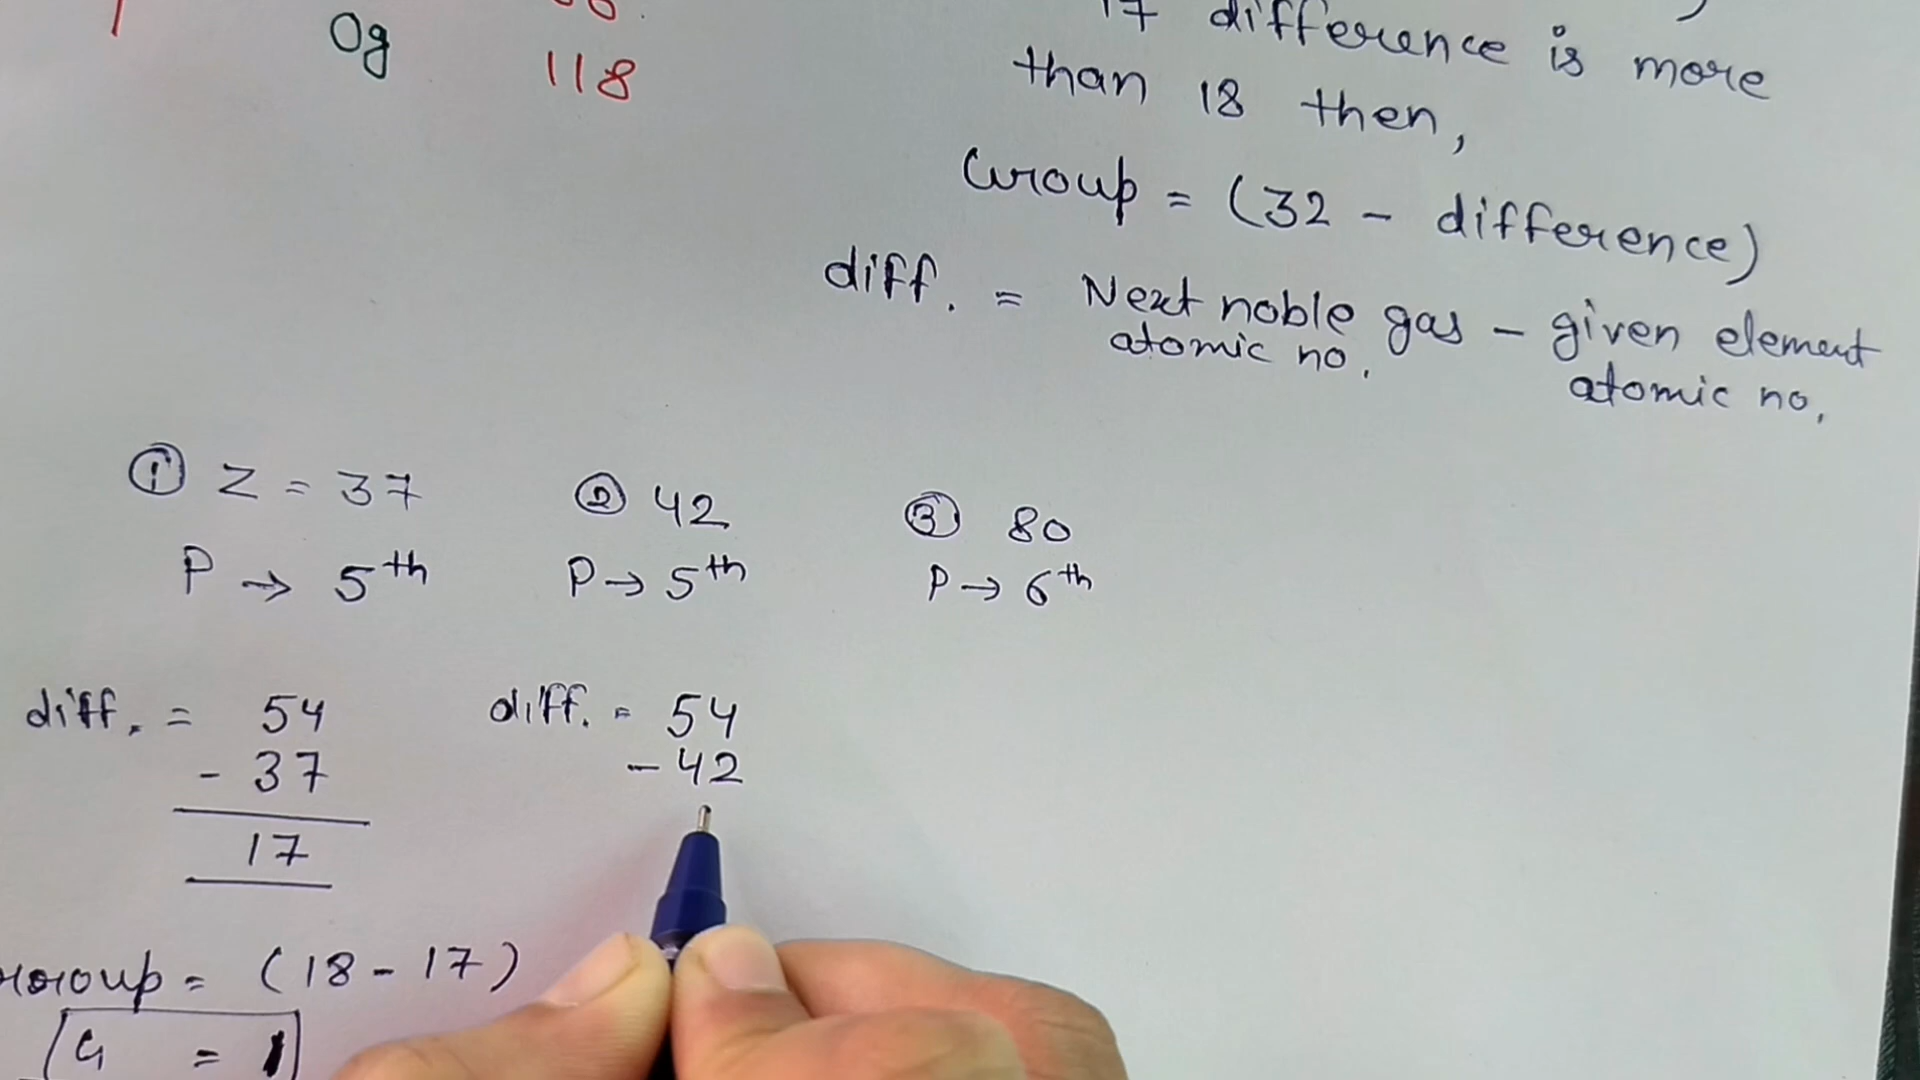 Og
118
If difference is more
than 18 then,
Group = (32 - difference)
diff. = Next noble gas - given element
atomic no. atomic no.
① Z = 37
P → 5th
② 42
P → 5th
③ 80
P → 6th
diff. = 54
- 37
17
Group = (18 - 17)
G = 1
diff. = 54
- 42